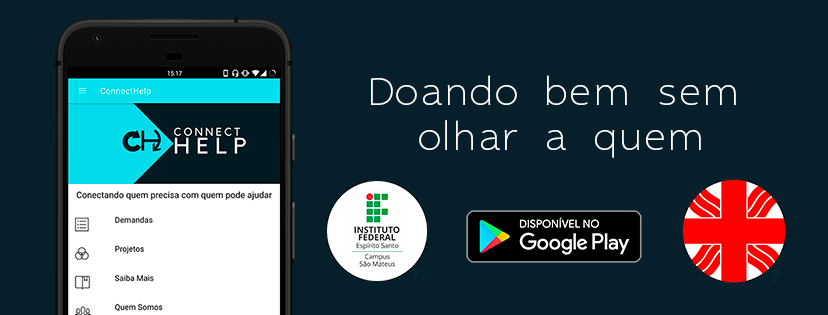 15:17
ConnectHelp
CH CONNECT
HELP
Conectando quem precisa com quem pode ajudar
Demandas
Projetos
Saiba Mais
Quem Somos
Doando bem sem
olhar a quem
INSTITUTO
FEDERAL
Espírito Santo
Campus
São Mateus
DISPONÍVEL NO
Google Play